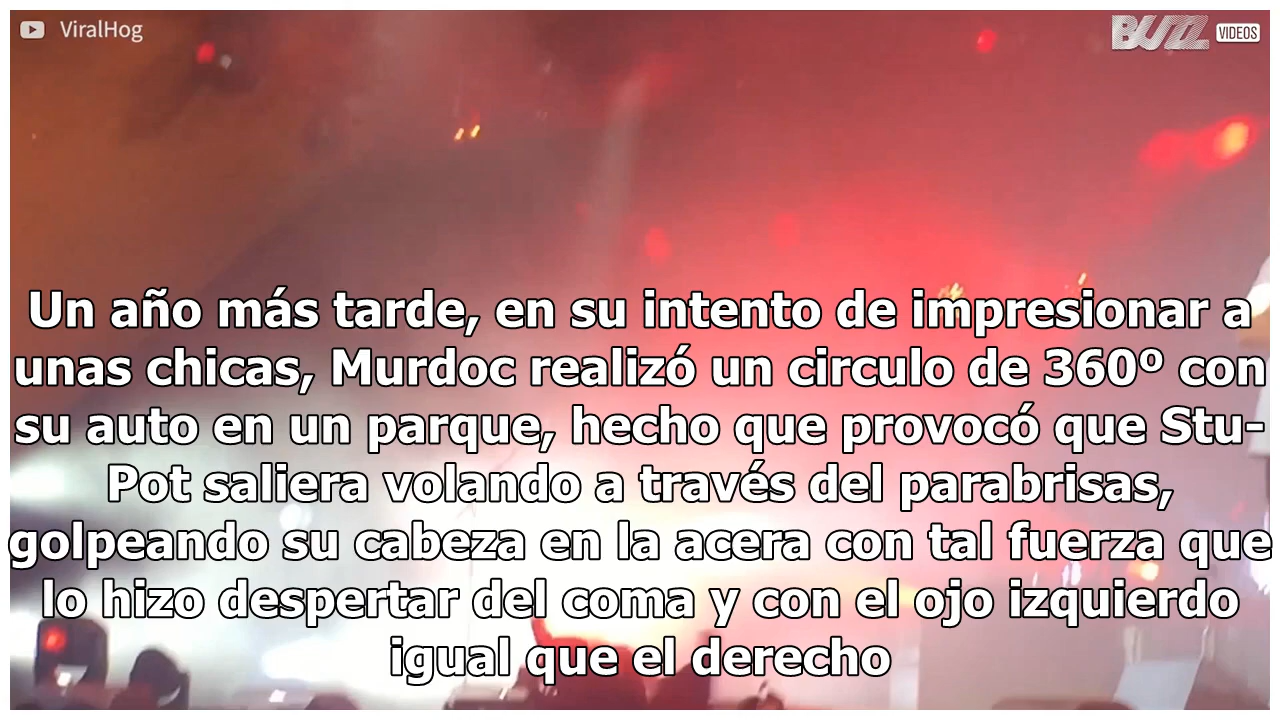 ViralHog
BUZZ VIDEOS
Un año más tarde, en su intento de impresionar a
unas chicas, Murdoc realizó un circulo de 360º con
su auto en un parque, hecho que provocó que Stu-
Pot saliera volando a través del parabrisas,
golpeando su cabeza en la acera con tal fuerza que
lo hizo despertar del coma y con el ojo izquierdo
igual que el derecho